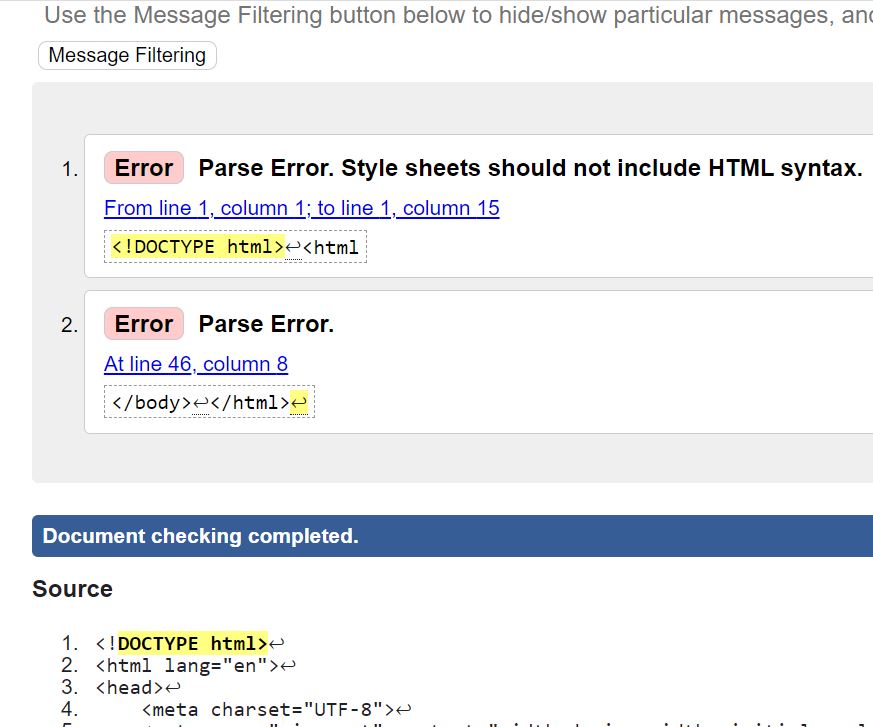 Use the Message Filtering button below to hide/show particular messages, and
Message Filtering
1. Error Parse Error. Style sheets should not include HTML syntax.
From line 1, column 1; to line 1, column 15
<!DOCTYPE html>↩<html
2. Error Parse Error.
At line 46, column 8
</body>↩</html>↩
Document checking completed.
Source
1. <!DOCTYPE html>↩
2. <html lang="en">↩
3. <head>↩
4. <meta charset="UTF-8">↩